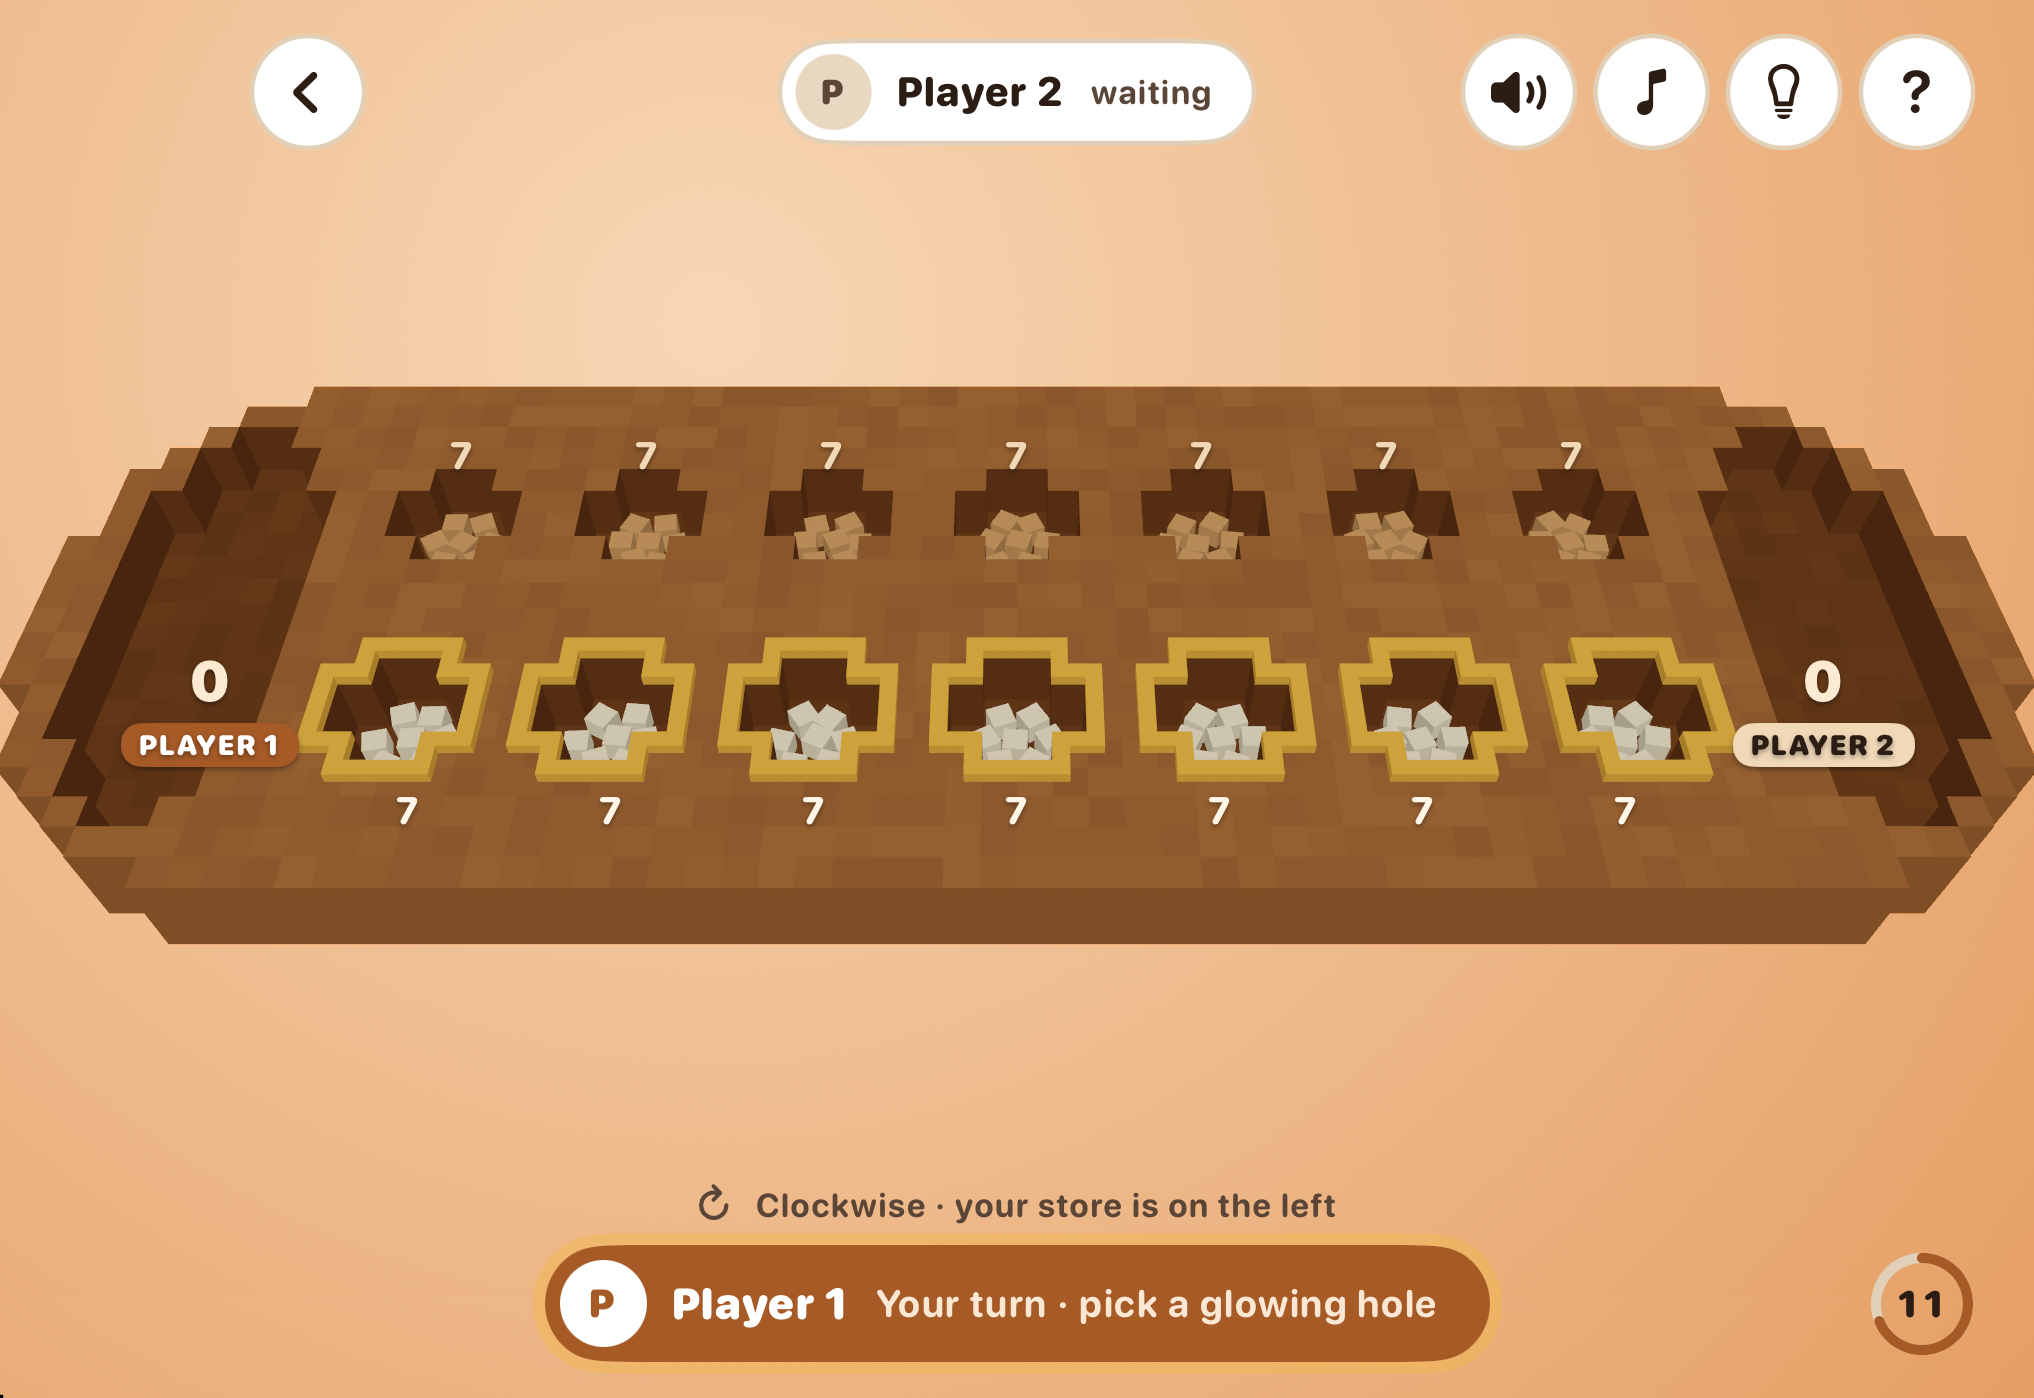 P Player 2 waiting
?
7 7 7 7 7 7 7
0 0
PLAYER 1 PLAYER 2
7 7 7 7 7 7 7
Clockwise · your store is on the left
P Player 1 Your turn · pick a glowing hole
11